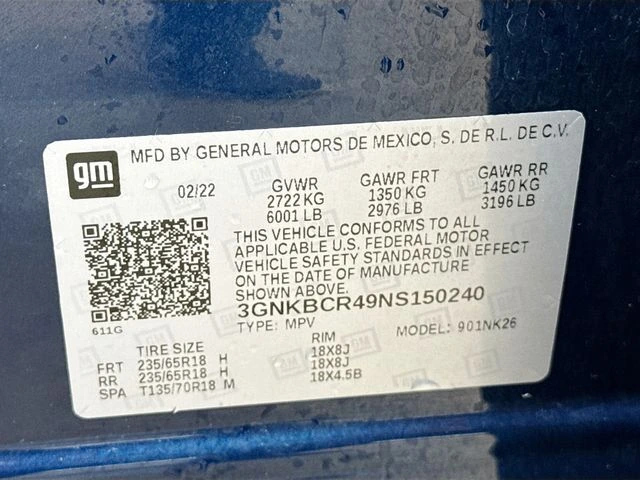 gm
MFD BY GENERAL MOTORS DE MEXICO, S. DE R.L. DE C.V.
02/22 GVWR GAWR FRT GAWR RR
2722 KG 1350 KG 1450 KG
6001 LB 2976 LB 3196 LB
THIS VEHICLE CONFORMS TO ALL
APPLICABLE U.S. FEDERAL MOTOR
VEHICLE SAFETY STANDARDS IN EFFECT
ON THE DATE OF MANUFACTURE
SHOWN ABOVE.
3GNKBCR49NS150240
611G
TYPE: MPV MODEL: 901NK26
TIRE SIZE RIM
FRT 235/65R18 H 18X8J
RR 235/65R18 H 18X8J
SPA T135/70R18 M 18X4.5B